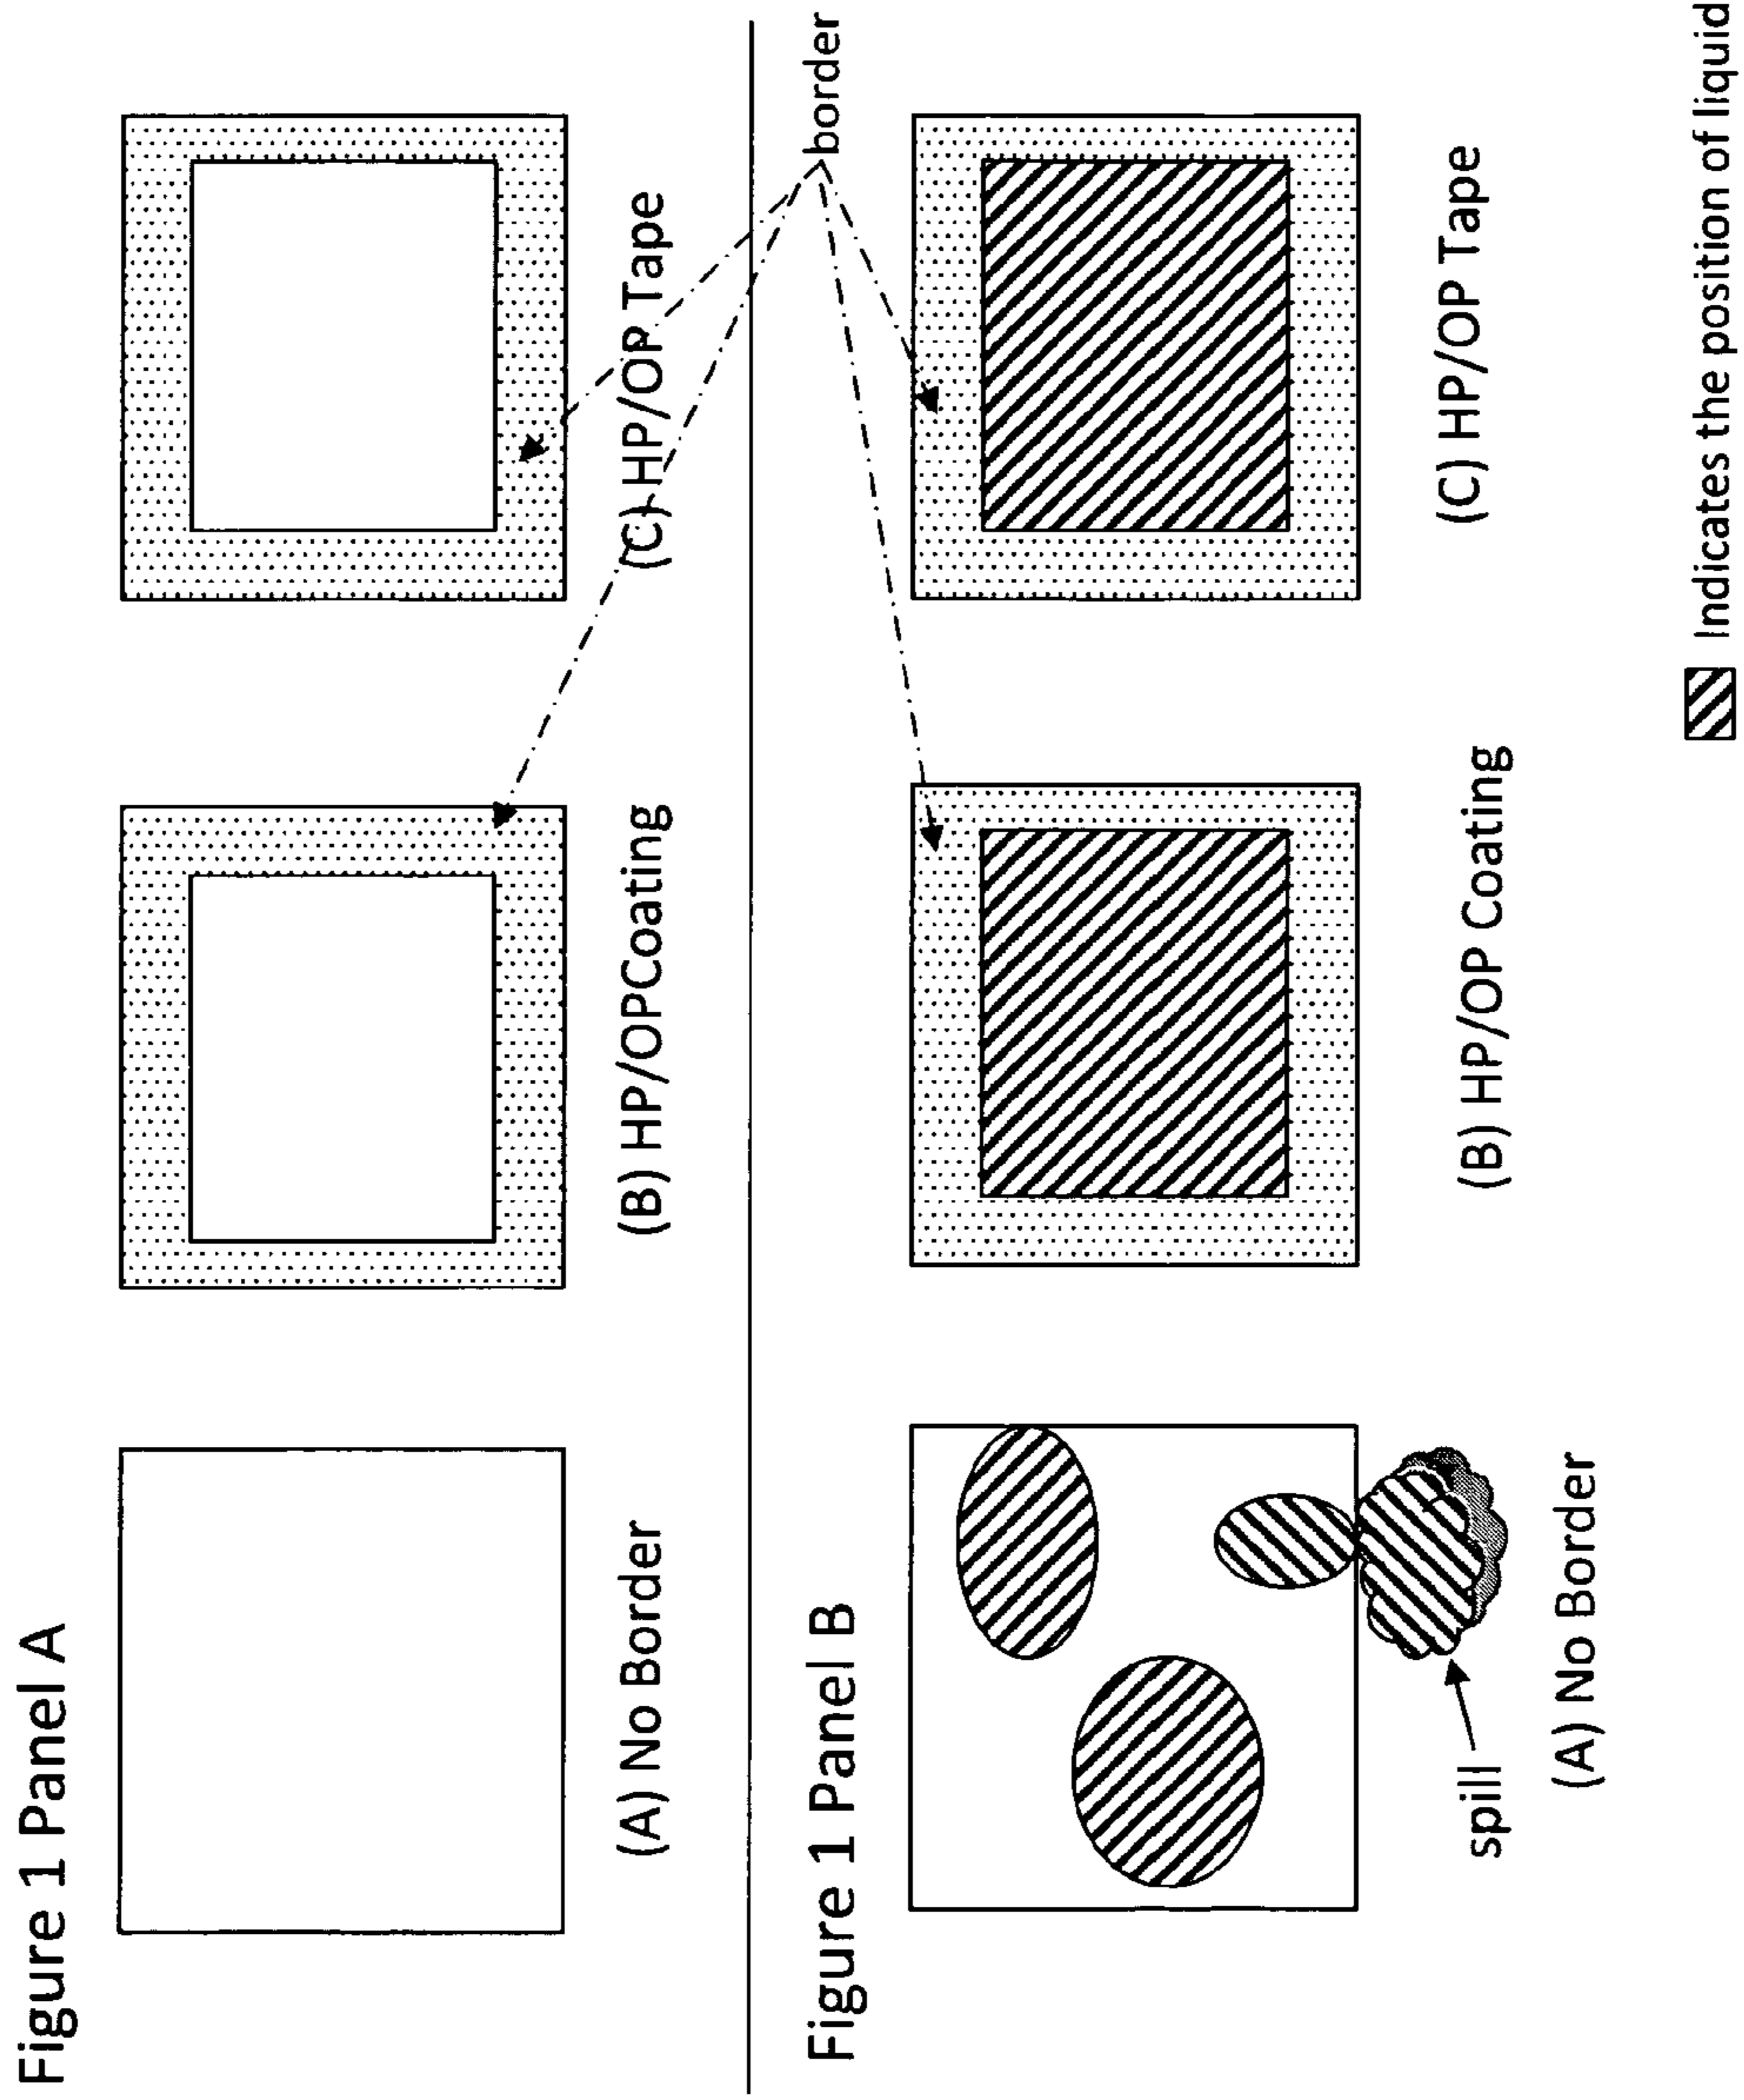 Figure 1 Panel A
(A) No Border
(B) HP/OPCoating
(C) HP/OP Tape
border
Figure 1 Panel B
spill
(A) No Border
(B) HP/OP Coating
(C) HP/OP Tape
Indicates the position of liquid